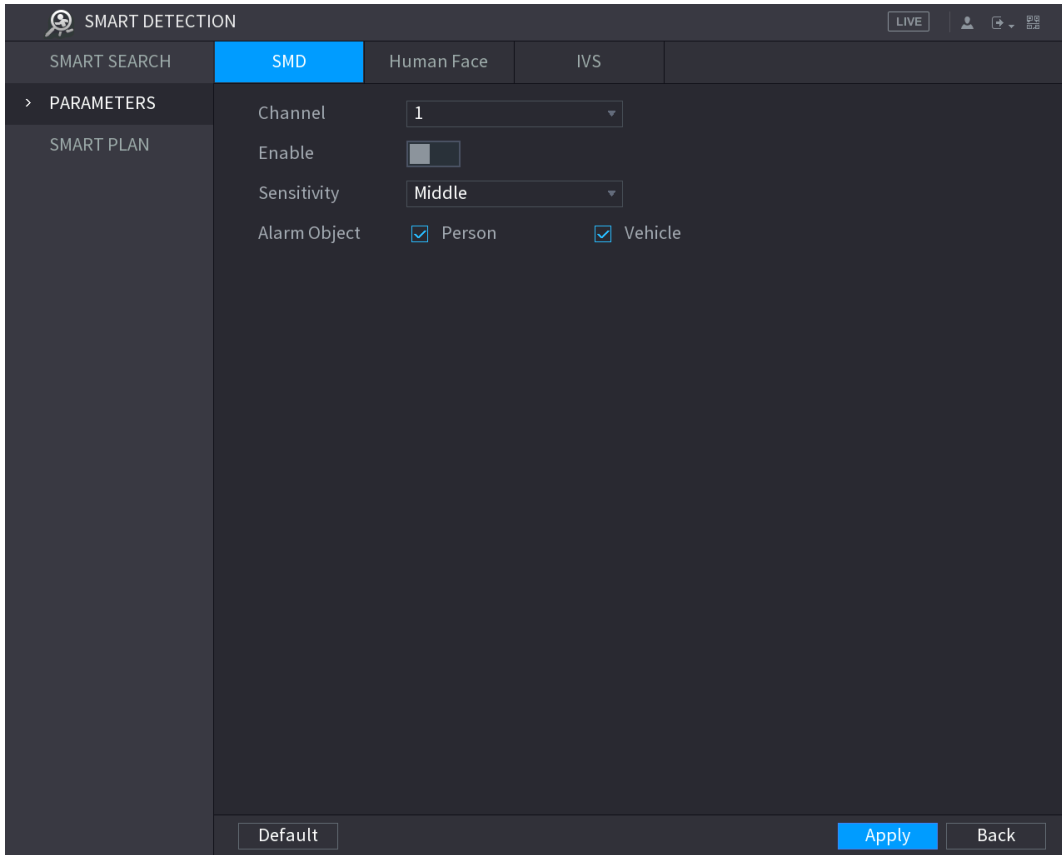 SMART DETECTION LIVE
SMART SEARCH SMD Human Face IVS
PARAMETERS Channel 1
Enable
SMART PLAN
Sensitivity Middle
Alarm Object Person Vehicle
Default Apply Back